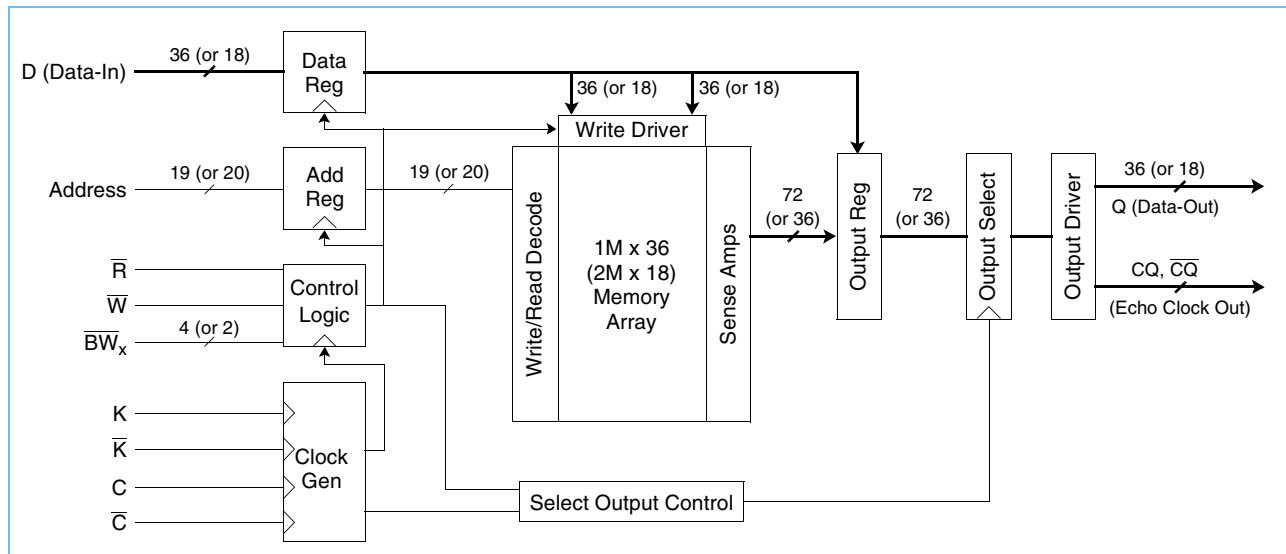 D (Data-In)
36 (or 18)
Data
Reg
36 (or 18)
36 (or 18)
Write Driver
Address
19 (or 20)
Add
Reg
19 (or 20)
Write/Read Decode
1M x 36
(2M x 18)
Memory
Array
Sense Amps
72
(or 36)
Output Reg
72
(or 36)
Output Select
Output Driver
36 (or 18)
Q (Data-Out)
CQ, C̅Q̅
(Echo Clock Out)
R̅
W̅
B̅W̅ₓ
4 (or 2)
Control
Logic
K
K̅
C
C̅
Clock
Gen
Select Output Control